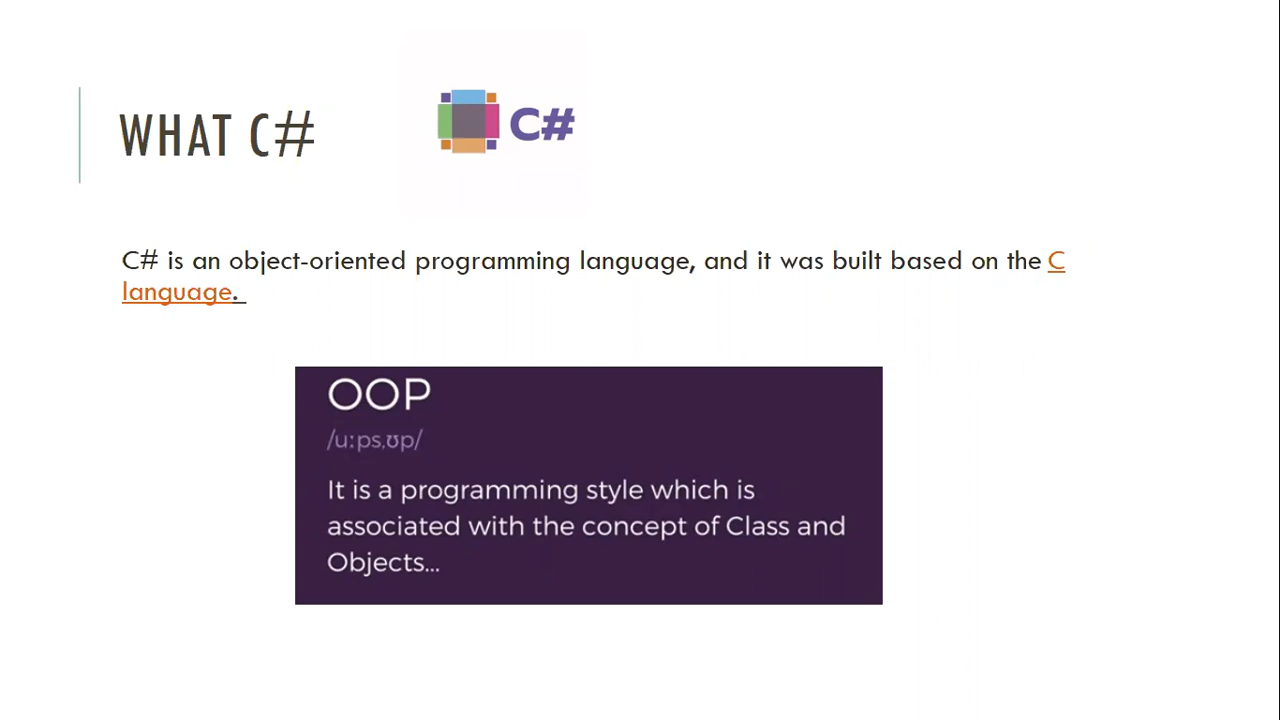 WHAT C#
C#
C# is an object-oriented programming language, and it was built based on the C
language.
OOP
/uːps,ʊp/
It is a programming style which is
associated with the concept of Class and
Objects...